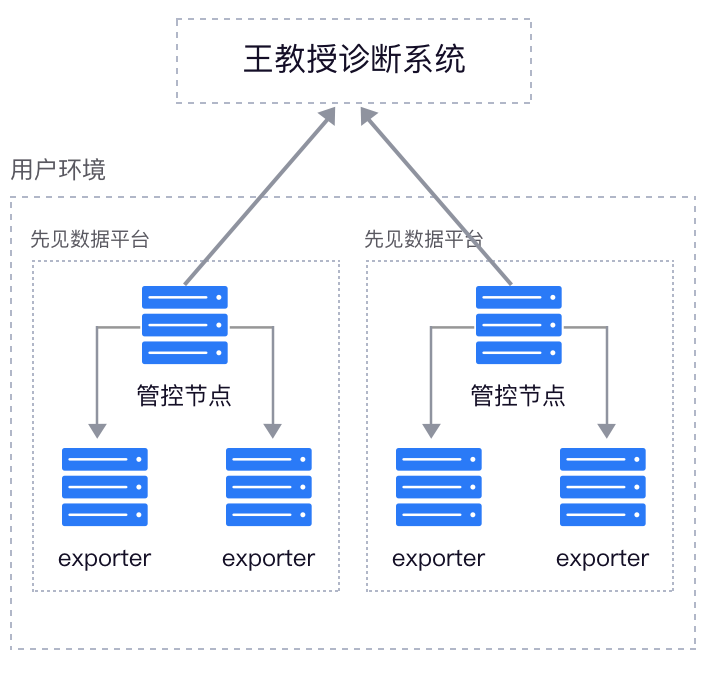 王教授诊断系统
用户环境
先见数据平台
先见数据平台
管控节点
管控节点
exporter
exporter
exporter
exporter